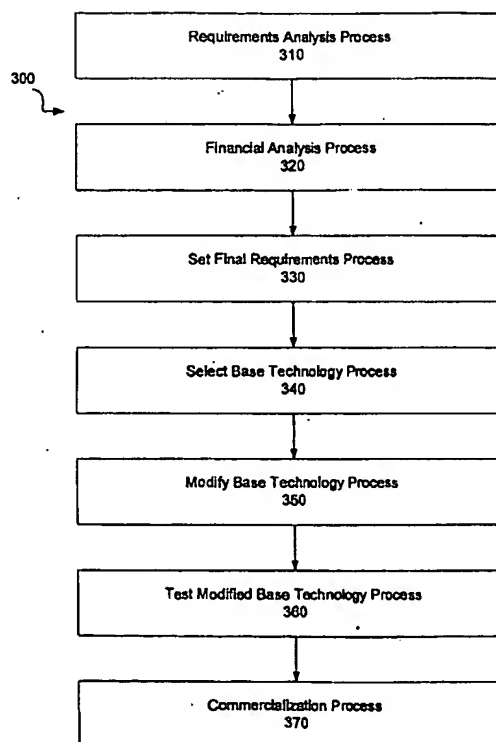 Requirements Analysis Process
310
300
Financial Analysis Process
320
Set Final Requirements Process
330
Select Base Technology Process
340
Modify Base Technology Process
350
Test Modified Base Technology Process
360
Commercialization Process
370